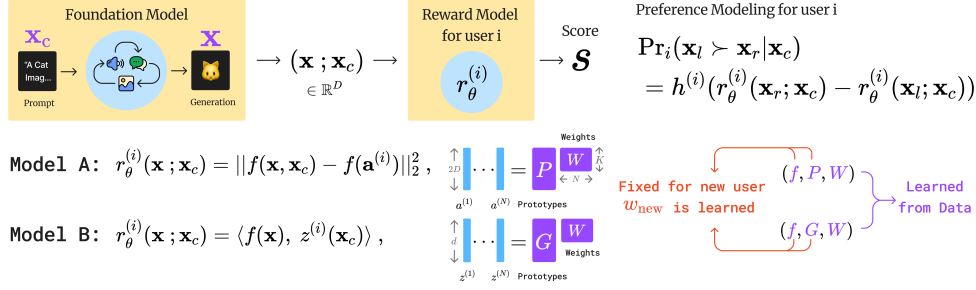 Foundation Model
x_c
x
"A Cat
Imag...
Prompt
Generation
(x ; x_c)
∈ ℝ^D
Reward Model
for user i
r_θ^(i)
Score
s
Preference Modeling for user i
Pr_i(x_l ≻ x_r|x_c)
= h^(i)(r_θ^(i)(x_r; x_c) − r_θ^(i)(x_l; x_c))
Model A: r_θ^(i)(x ; x_c) = ||f(x, x_c) − f(a^(i))||_2^2 ,
2D
a^(1) ··· a^(N)
=
P
Prototypes
Weights
W
K
N
Model B: r_θ^(i)(x ; x_c) = ⟨f(x), z^(i)(x_c)⟩ ,
d
z^(1) ··· z^(N)
=
G
Prototypes
W
Weights
Fixed for new user
w_new is learned
(f, P, W)
(f, G, W)
Learned
from Data